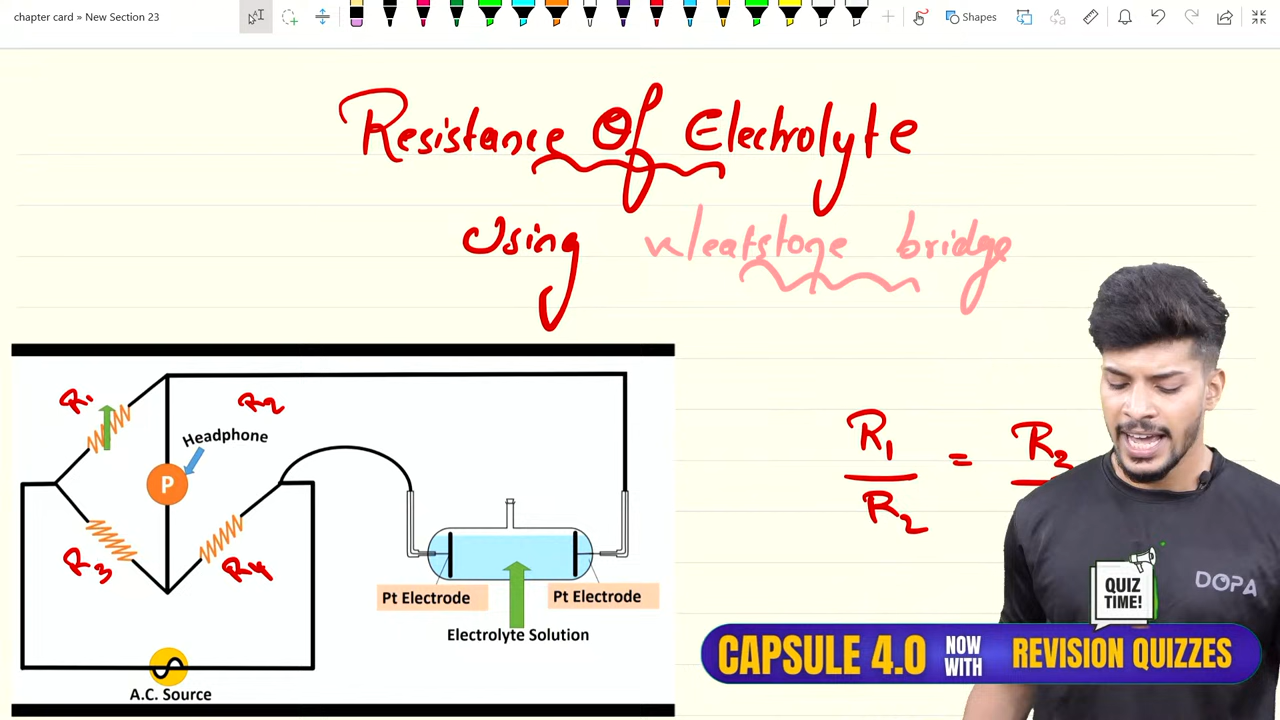 chapter card » New Section 23
Shapes
Resistance Of Electrolyte
Using wheatstone bridge
R1
R2
Headphone
P
R3
R4
Pt Electrode
Pt Electrode
Electrolyte Solution
A.C. Source
R1 = R2
R2
QUIZ
TIME!
DOPA
CAPSULE 4.0 NOW WITH REVISION QUIZZES